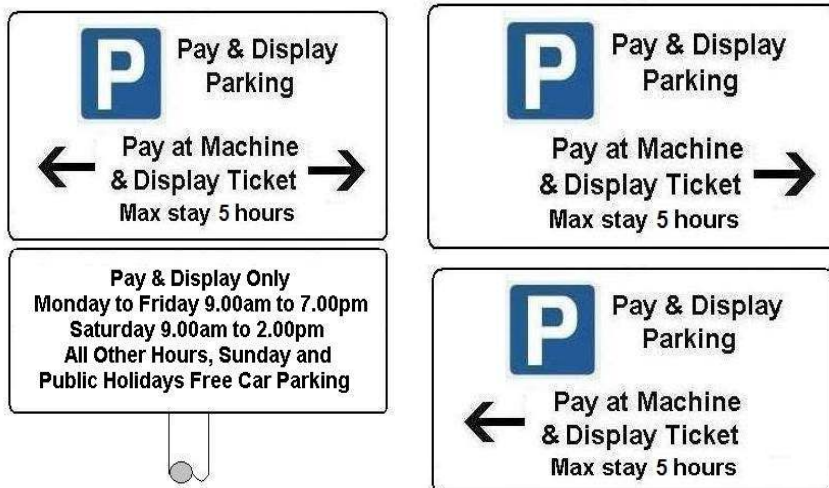 P
Pay & Display
Parking
Pay at Machine
& Display Ticket
Max stay 5 hours
Pay & Display Only
Monday to Friday 9.00am to 7.00pm
Saturday 9.00am to 2.00pm
All Other Hours, Sunday and
Public Holidays Free Car Parking
P
Pay & Display
Parking
Pay at Machine
& Display Ticket
Max stay 5 hours
P
Pay & Display
Parking
Pay at Machine
& Display Ticket
Max stay 5 hours